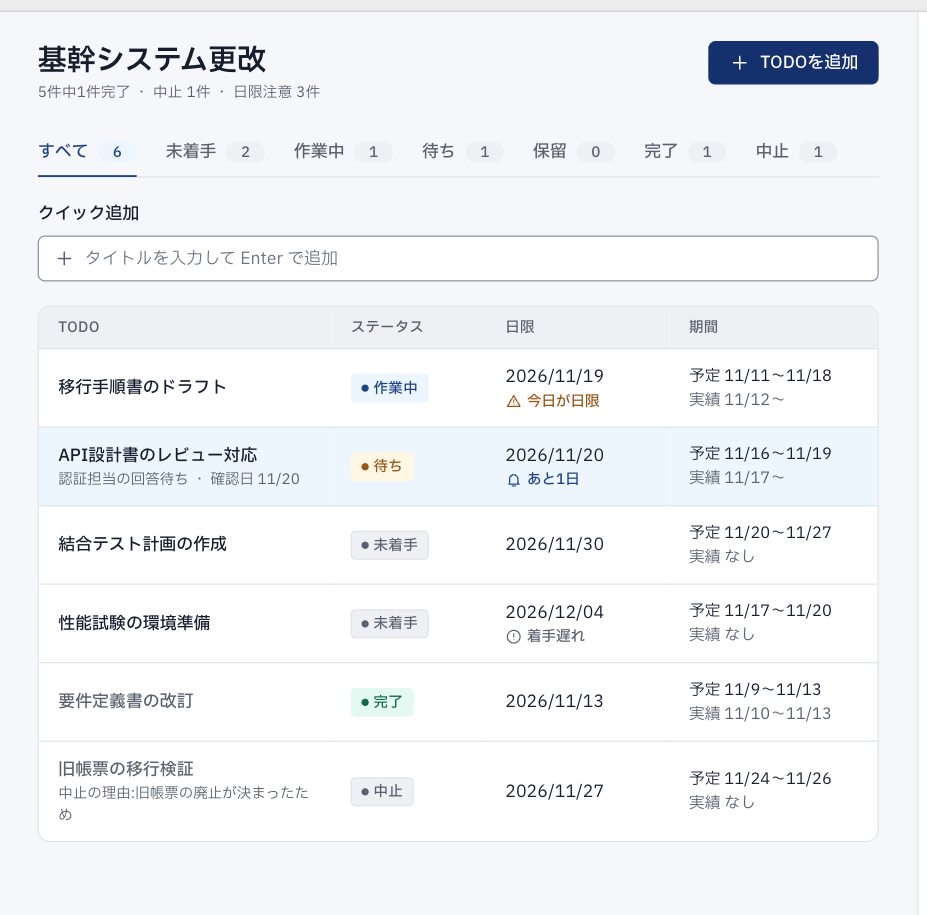 基幹システム更改
5件中1件完了 · 中止 1件 · 日限注意 3件
＋ TODOを追加
すべて 6 未着手 2 作業中 1 待ち 1 保留 0 完了 1 中止 1
クイック追加
＋ タイトルを入力して Enter で追加
TODO ステータス 日限 期間
移行手順書のドラフト
作業中
2026/11/19
今日が日限
予定 11/11〜11/18
実績 11/12〜
API設計書のレビュー対応
認証担当の回答待ち · 確認日 11/20
待ち
2026/11/20
あと1日
予定 11/16〜11/19
実績 11/17〜
結合テスト計画の作成
未着手
2026/11/30
予定 11/20〜11/27
実績 なし
性能試験の環境準備
未着手
2026/12/04
着手遅れ
予定 11/17〜11/20
実績 なし
要件定義書の改訂
完了
2026/11/13
予定 11/9〜11/13
実績 11/10〜11/13
旧帳票の移行検証
中止の理由:旧帳票の廃止が決まったた
め
中止
2026/11/27
予定 11/24〜11/26
実績 なし